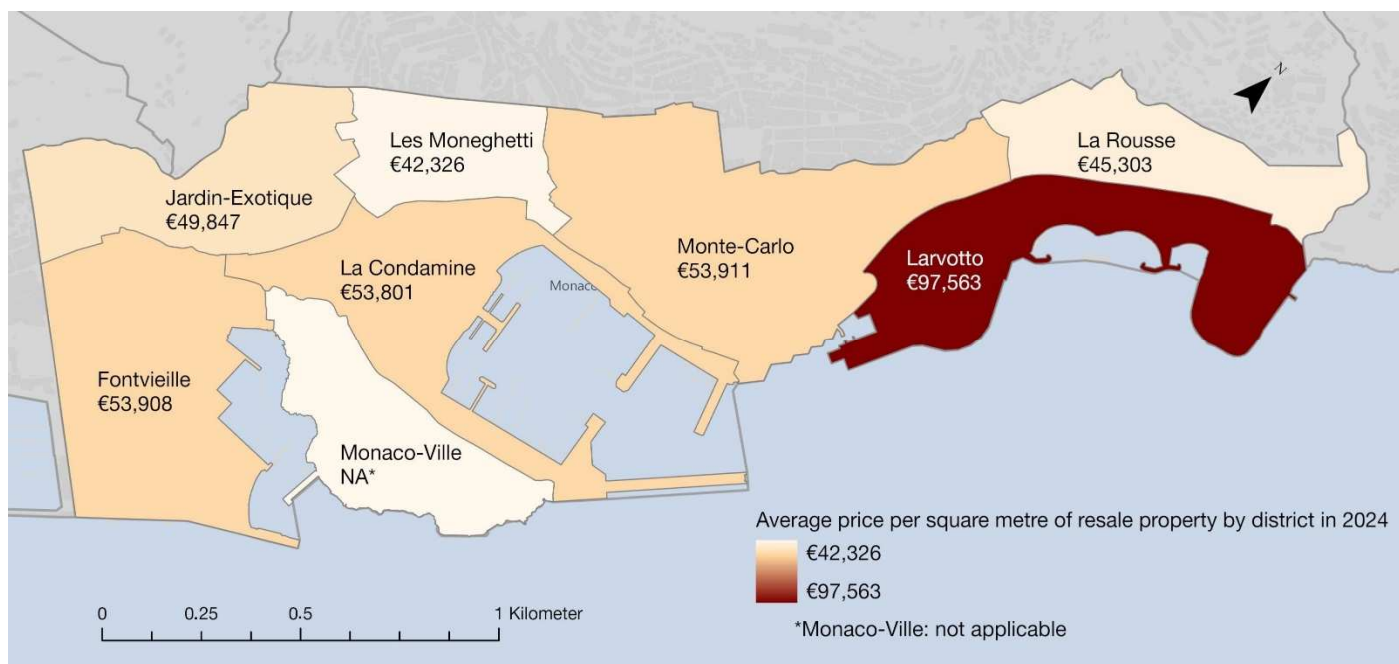 N
Les Moneghetti
€42,326
La Rousse
€45,303
Jardin-Exotique
€49,847
La Condamine
€53,801
Monte-Carlo
€53,911
Larvotto
€97,563
Monaco
Fontvieille
€53,908
Monaco-Ville
NA*
Average price per square metre of resale property by district in 2024
€42,326
€97,563
*Monaco-Ville: not applicable
0 0.25 0.5 1 Kilometer